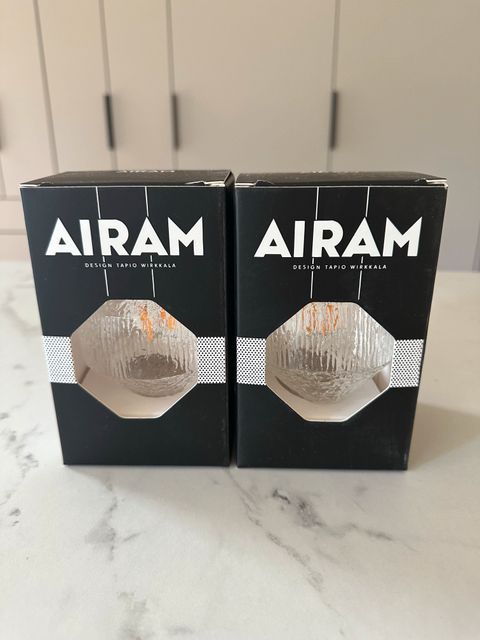 AIRAM
DESIGN TAPIO WIRKKALA
AIRAM
DESIGN TAPIO WIRKKALA